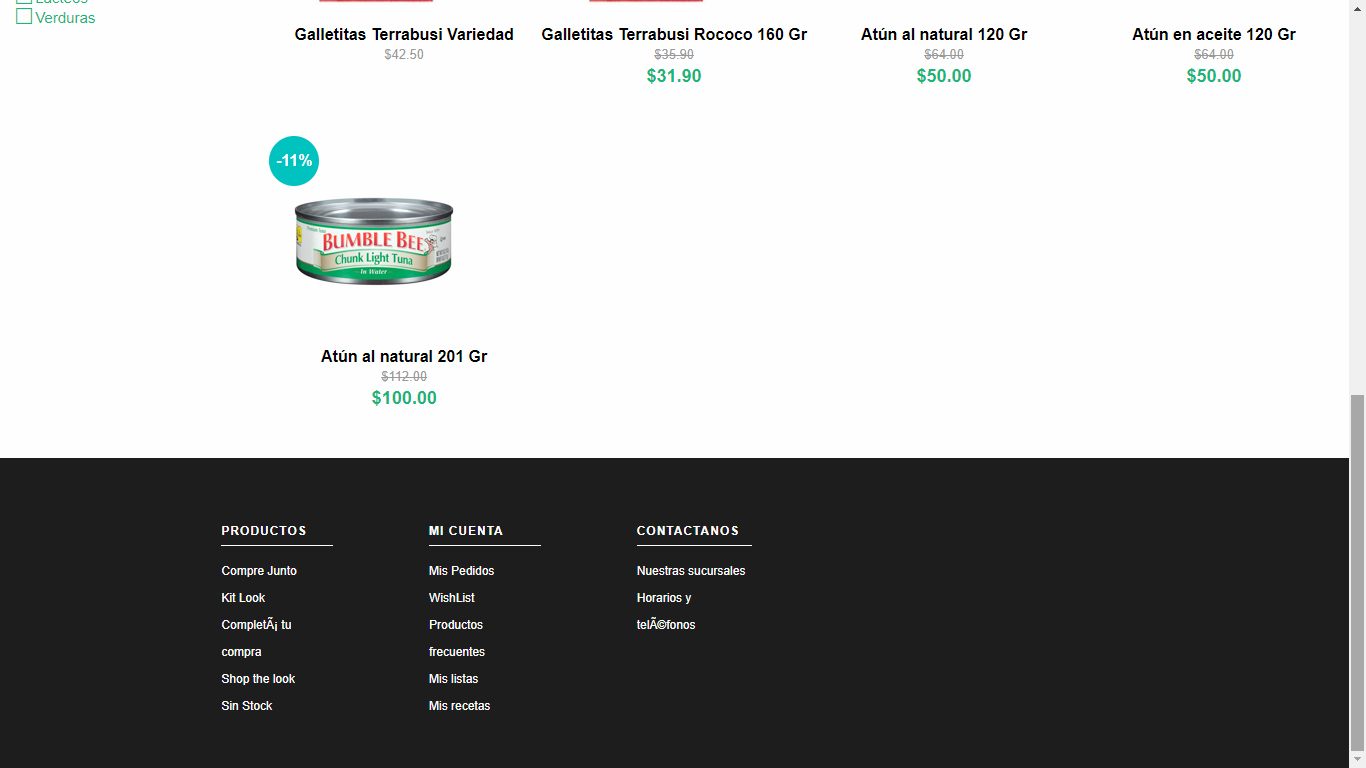 Lácteos
Verduras
Galletitas Terrabusi Variedad
$42.50
Galletitas Terrabusi Rococo 160 Gr
$35.90
$31.90
Atún al natural 120 Gr
$64.00
$50.00
Atún en aceite 120 Gr
$64.00
$50.00
-11%
BUMBLE BEE
Chunk Light Tuna
In Water
Atún al natural 201 Gr
$112.00
$100.00
PRODUCTOS
Compre Junto
Kit Look
CompletÃ¡ tu
compra
Shop the look
Sin Stock
MI CUENTA
Mis Pedidos
WishList
Productos
frecuentes
Mis listas
Mis recetas
CONTACTANOS
Nuestras sucursales
Horarios y
telÃ©fonos